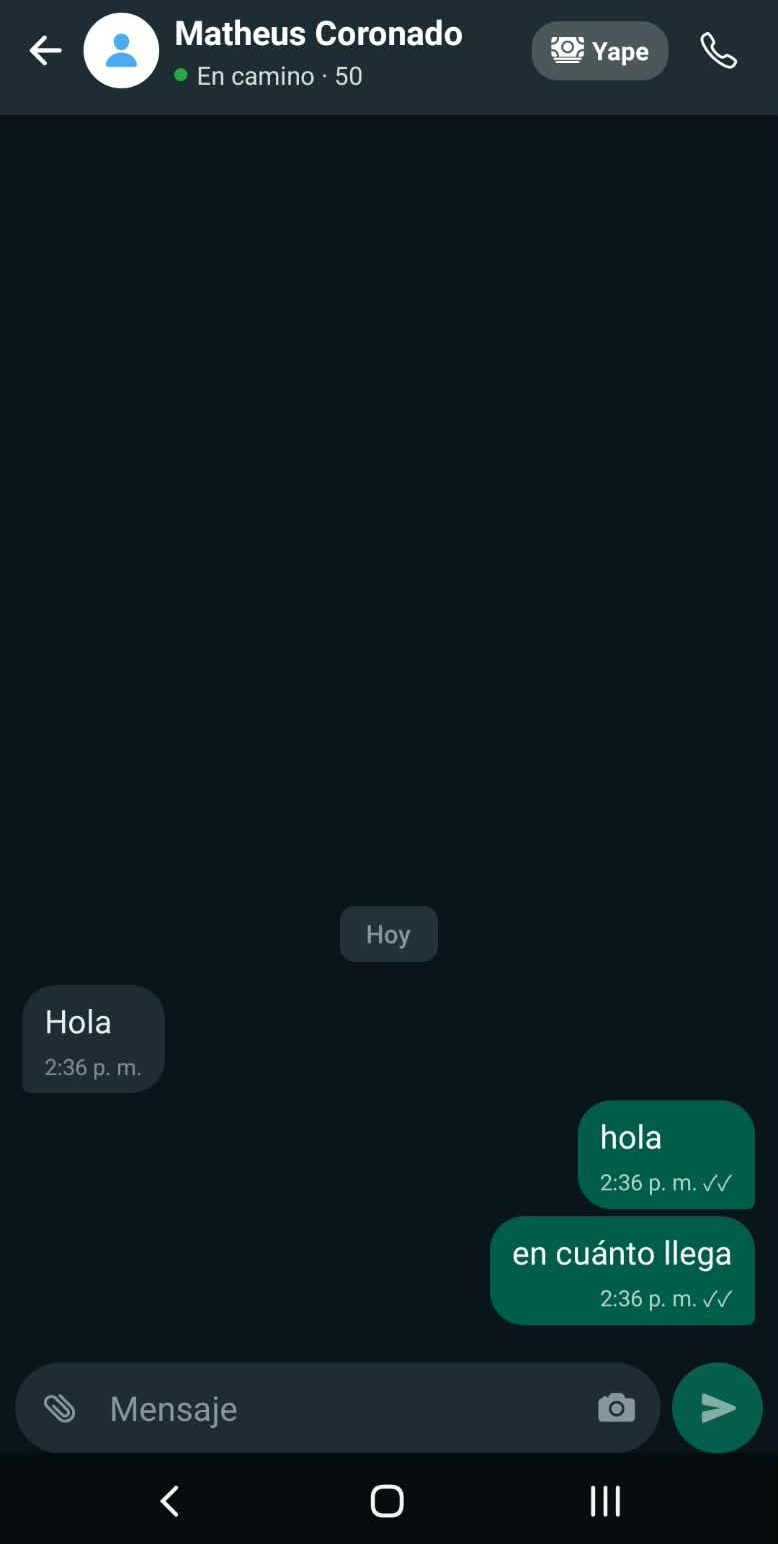 Matheus Coronado
En camino · 50
Yape
Hoy
Hola
2:36 p. m.
hola
2:36 p. m. ✓✓
en cuánto llega
2:36 p. m. ✓✓
Mensaje